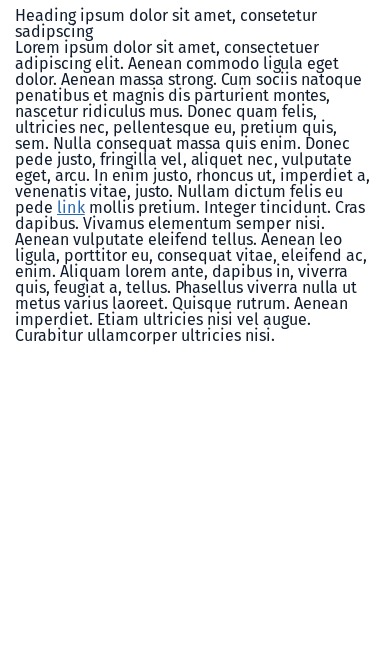 Heading ipsum dolor sit amet, consetetur
sadipscing
Lorem ipsum dolor sit amet, consectetuer
adipiscing elit. Aenean commodo ligula eget
dolor. Aenean massa strong. Cum sociis natoque
penatibus et magnis dis parturient montes,
nascetur ridiculus mus. Donec quam felis,
ultricies nec, pellentesque eu, pretium quis,
sem. Nulla consequat massa quis enim. Donec
pede justo, fringilla vel, aliquet nec, vulputate
eget, arcu. In enim justo, rhoncus ut, imperdiet a,
venenatis vitae, justo. Nullam dictum felis eu
pede link mollis pretium. Integer tincidunt. Cras
dapibus. Vivamus elementum semper nisi.
Aenean vulputate eleifend tellus. Aenean leo
ligula, porttitor eu, consequat vitae, eleifend ac,
enim. Aliquam lorem ante, dapibus in, viverra
quis, feugiat a, tellus. Phasellus viverra nulla ut
metus varius laoreet. Quisque rutrum. Aenean
imperdiet. Etiam ultricies nisi vel augue.
Curabitur ullamcorper ultricies nisi.